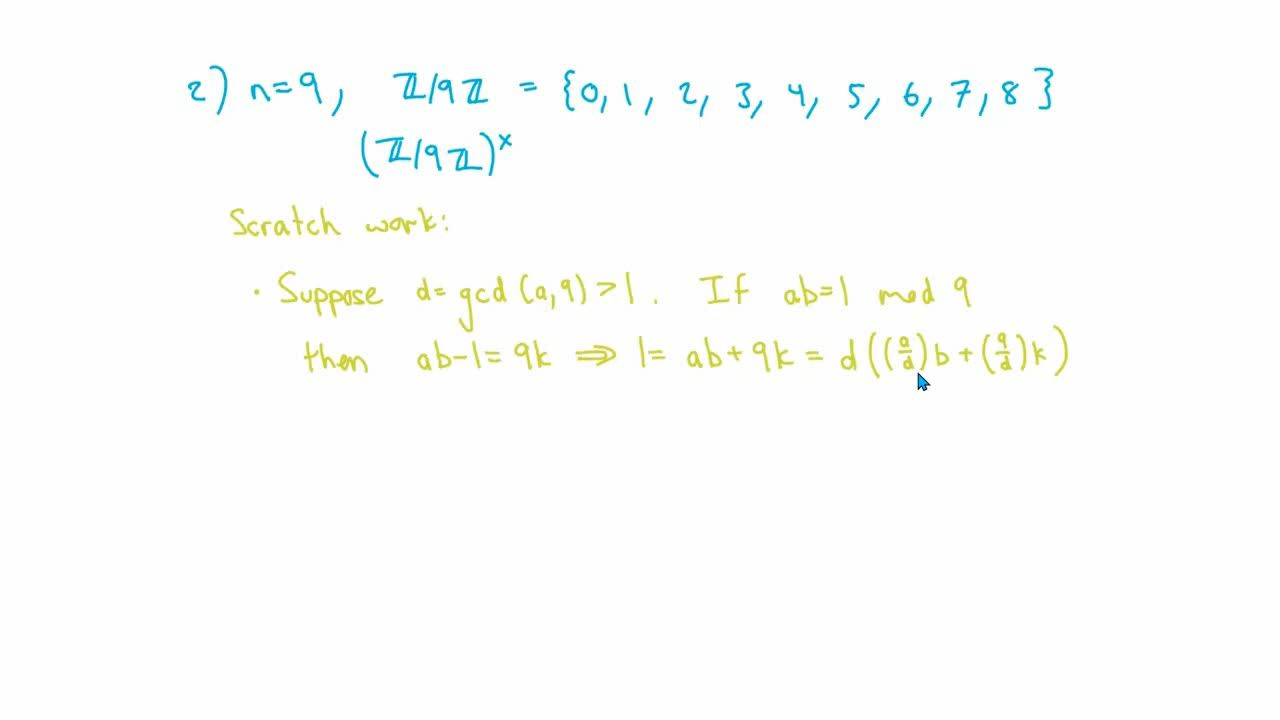 2) n=9, ℤ/9ℤ = {0, 1, 2, 3, 4, 5, 6, 7, 8}
(ℤ/9ℤ)^×
Scratch work:
· Suppose d= gcd(a,9)>1. If ab=1 mod 9
then ab-1=9k ⇒ 1= ab+9k = d((a/d)b+(9/d)k)